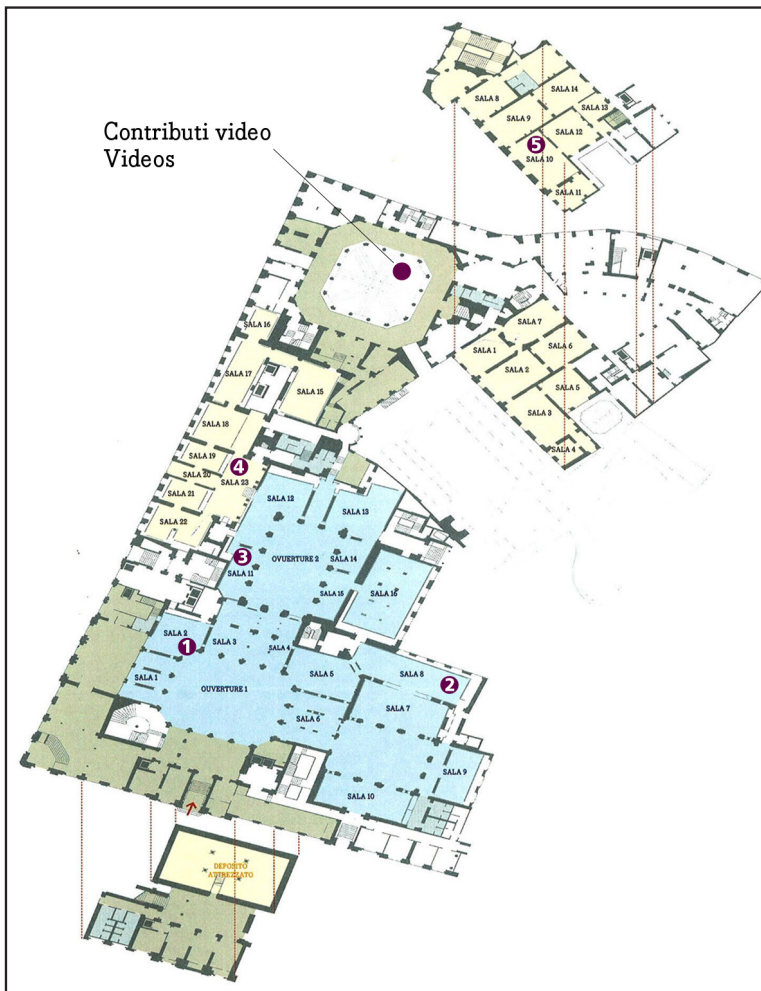 SALA 14
SALA 8
SALA 13
SALA 9
SALA 12
Contributi video
Videos
5
SALA 10
SALA 11
SALA 16
SALA 7
SALA 1
SALA 6
SALA 17
SALA 2
SALA 15
SALA 5
SALA 3
SALA 18
SALA 4
SALA 19
4
SALA 20
SALA 23
SALA 21
SALA 12
SALA 13
SALA 22
3
OVUERTURE 2
SALA 14
SALA 11
SALA 15
SALA 16
SALA 2
1
SALA 3
SALA 4
SALA 5
SALA 8
2
SALA 1
OUVERTURE 1
SALA 7
SALA 6
SALA 9
SALA 10
DEPOSITO
ATTREZZATO